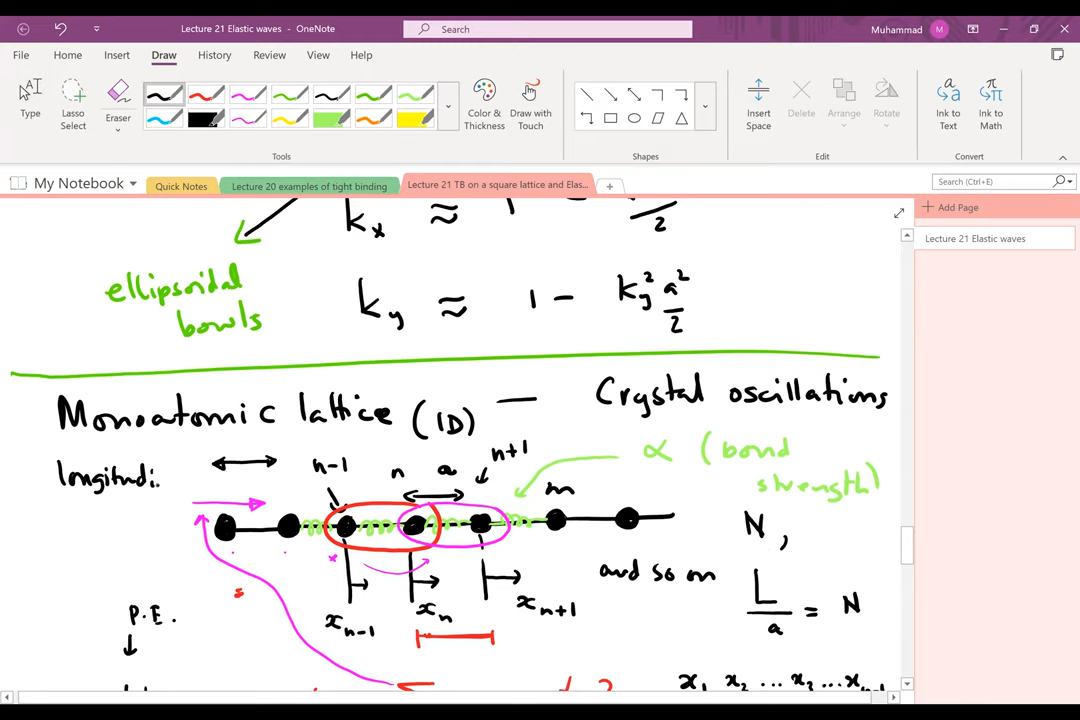 Lecture 21 Elastic waves - OneNote
Search
Muhammad
M
File Home Insert Draw History Review View Help
Type
Lasso Select
Eraser
Color & Thickness
Draw with Touch
Insert Space
Delete
Arrange
Rotate
Ink to Text
Ink to Math
Tools
Shapes
Edit
Convert
My Notebook
Quick Notes
Lecture 20 examples of tight binding
Lecture 21 TB on a square lattice and Elas...
Search (Ctrl+E)
Add Page
Lecture 21 Elastic waves
kx ≈
2
ellipsoidal
bowls
ky ≈ 1 - ky² a²/2
Monoatomic lattice (1D) — Crystal oscillations
longitudi.
n-1
n
a
n+1
α (bond
strength)
m
N,
and so on
L/a = N
xn-1
xn
xn+1
P.E.
x1 x2 ... x3 ...